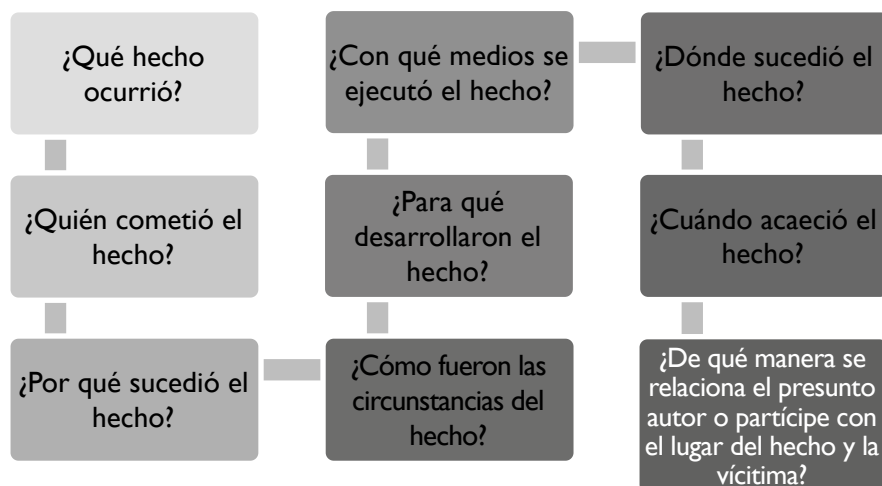 ¿Qué hecho
ocurrió?
¿Quién cometió el
hecho?
¿Por qué sucedió el
hecho?
¿Cómo fueron las
circunstancias del
hecho?
¿Para qué
desarrollaron el
hecho?
¿Con qué medios se
ejecutó el hecho?
¿Dónde sucedió el
hecho?
¿Cuándo acaeció el
hecho?
¿De qué manera se
relaciona el presunto
autor o partícipe con
el lugar del hecho y la
vícitima?